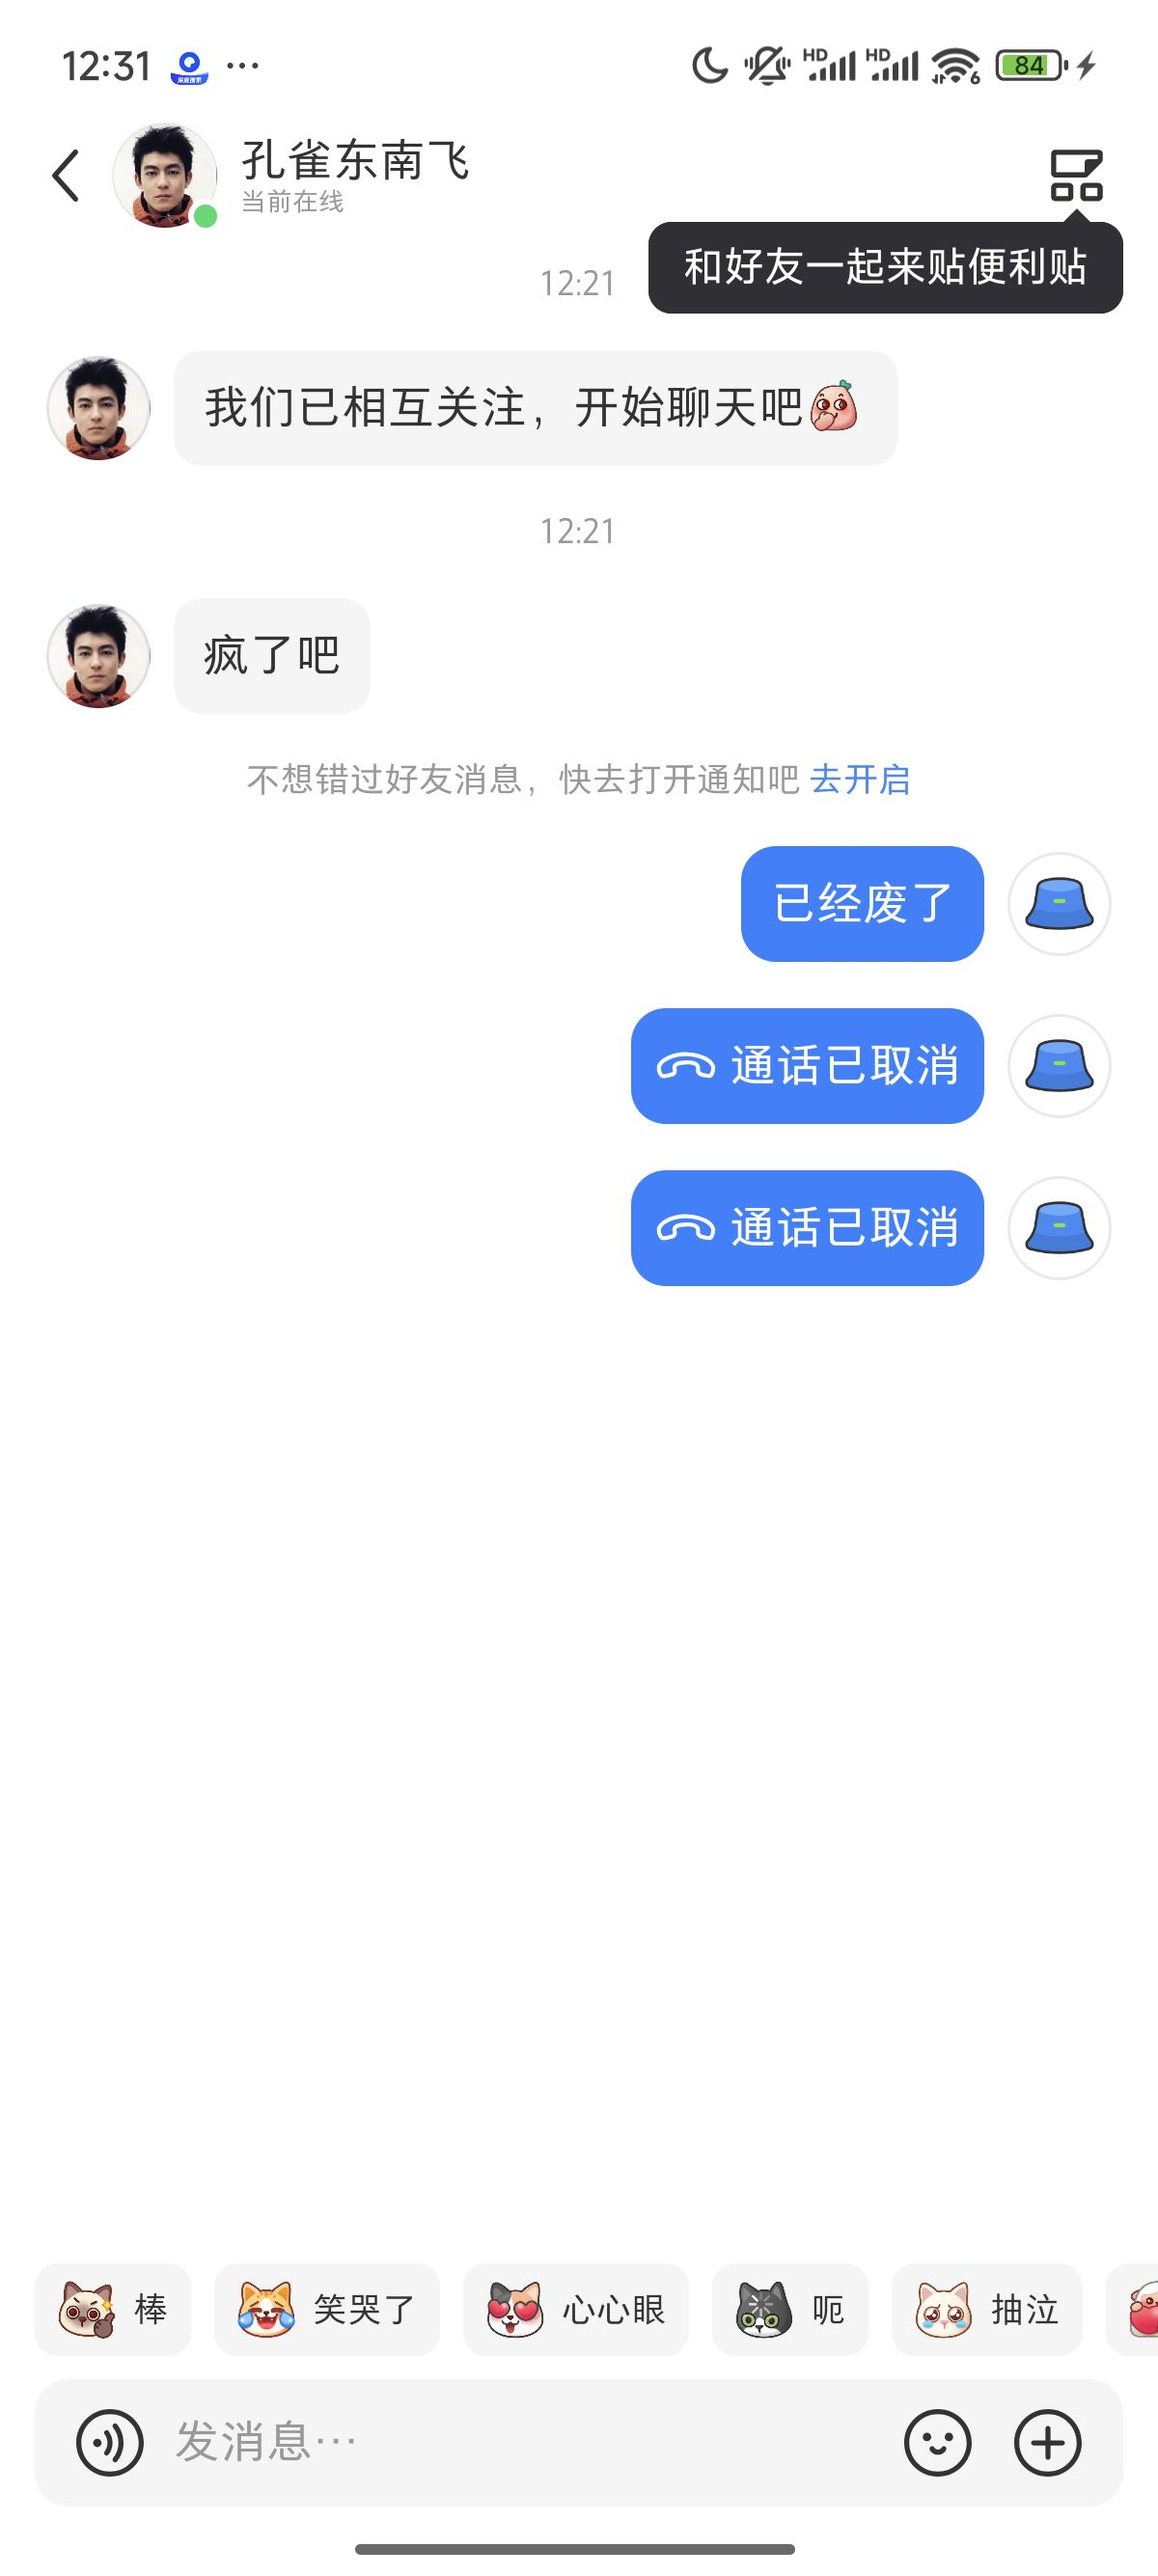 12:31
HD HD 6 84
孔雀东南飞
当前在线
和好友一起来贴便利贴
12:21
我们已相互关注，开始聊天吧
12:21
疯了吧
不想错过好友消息，快去打开通知吧 去开启
已经废了
通话已取消
通话已取消
棒 笑哭了 心心眼 呃 抽泣
发消息…